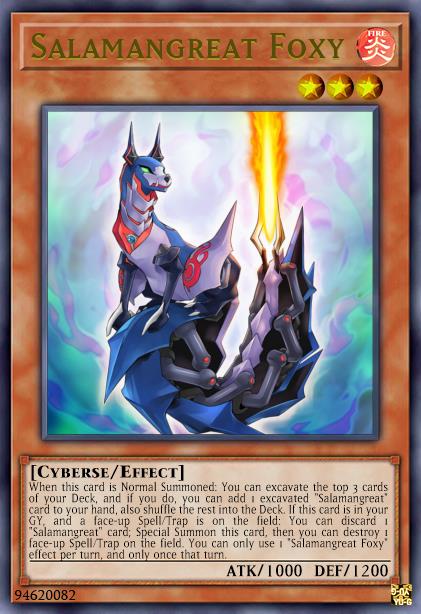 Salamangreat Foxy
FIRE
炎
[Cyberse/Effect]
When this card is Normal Summoned: You can excavate the top 3 cards
of your Deck, and if you do, you can add 1 excavated "Salamangreat"
card to your hand, also shuffle the rest into the Deck. If this card is in your
GY, and a face-up Spell/Trap is on the field: You can discard 1
"Salamangreat" card; Special Summon this card, then you can destroy 1
face-up Spell/Trap on the field. You can only use 1 "Salamangreat Foxy"
effect per turn, and only once that turn.
ATK/1000 DEF/1200
94620082